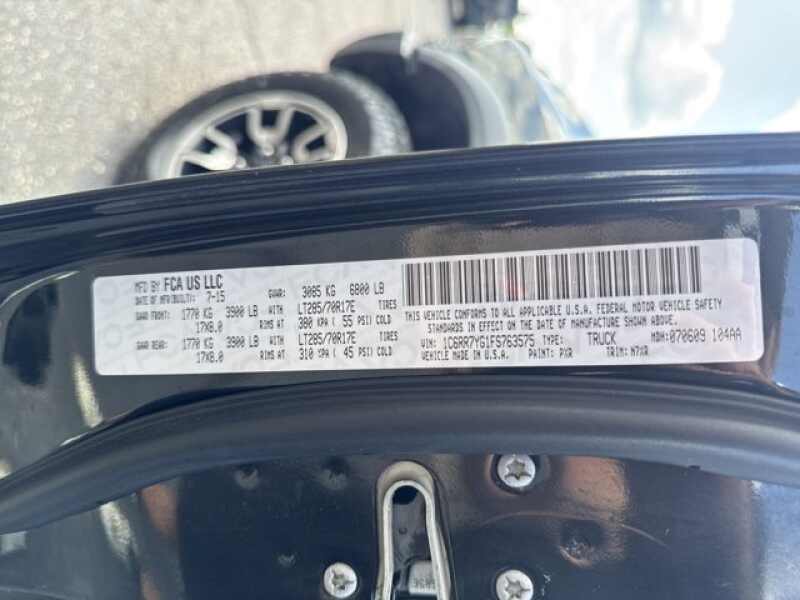 MFD BY FCA US LLC
DATE OF MFR(BUILT): 7-15 GVWR: 3085 KG 6800 LB
GAWR FRONT: 1770 KG 3900 LB WITH LT285/70R17E TIRES
17X8.0 RIMS AT 380 KPA ( 55 PSI) COLD
GAWR REAR: 1770 KG 3900 LB WITH LT285/70R17E TIRES
17X8.0 RIMS AT 310 KPA ( 45 PSI) COLD
THIS VEHICLE CONFORMS TO ALL APPLICABLE U.S.A. FEDERAL MOTOR VEHICLE SAFETY
STANDARDS IN EFFECT ON THE DATE OF MANUFACTURE SHOWN ABOVE.
VIN: 1C6RR7YG1FS763575 TYPE: TRUCK MDH: 070609 104AA
MADE IN U.S.A. PAINT: PXR TRIM: M7XR